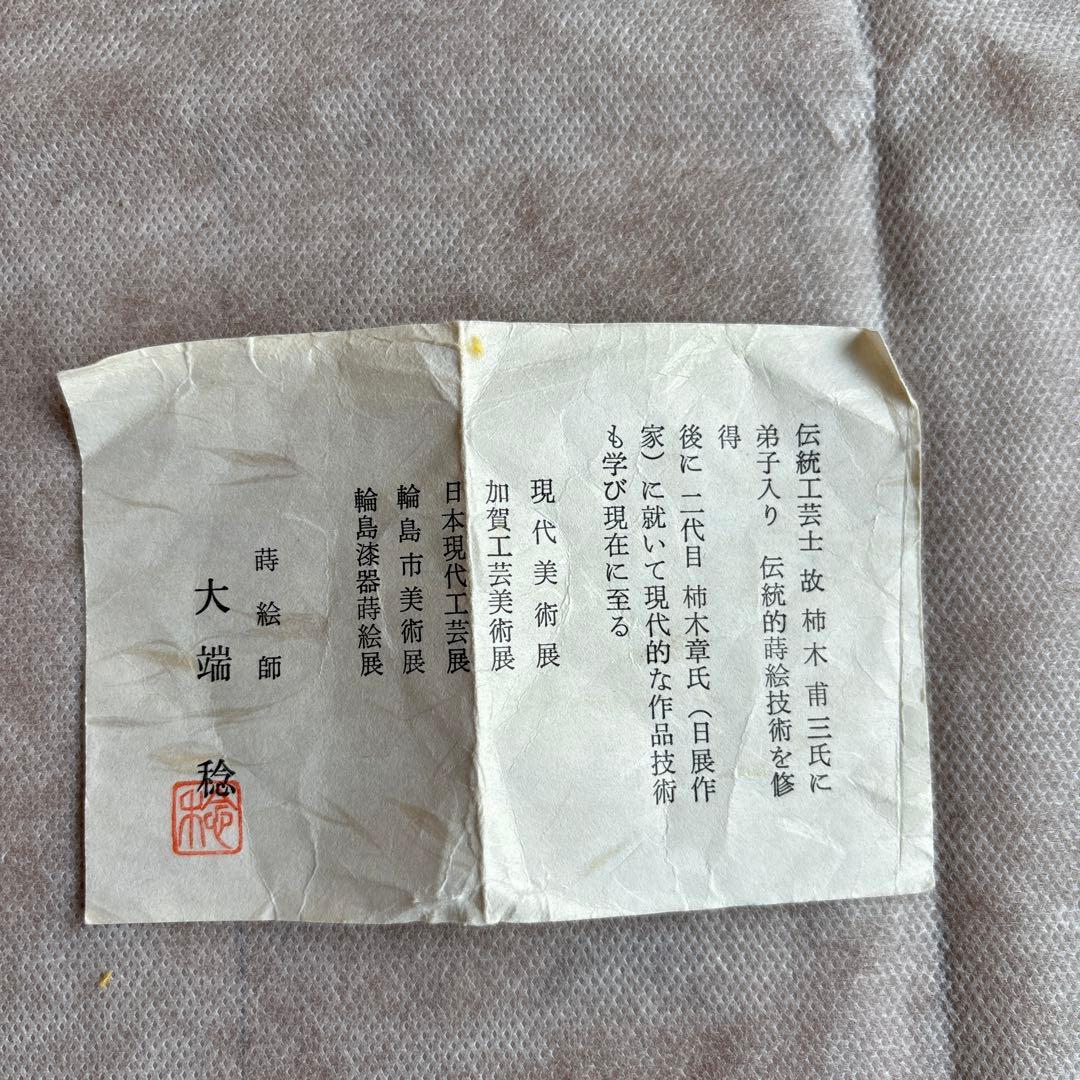 伝統工芸士 故 柿木 甫三氏に
弟子入り 伝統的蒔絵技術を修
得
後に 二代目 柿木章氏（日展作
家）に就いて現代的な作品技術
も学び現在に至る
現代美術展
加賀工芸美術展
日本現代工芸展
輪島市美術展
輪島漆器蒔絵展
蒔絵師
大端 稔
稔